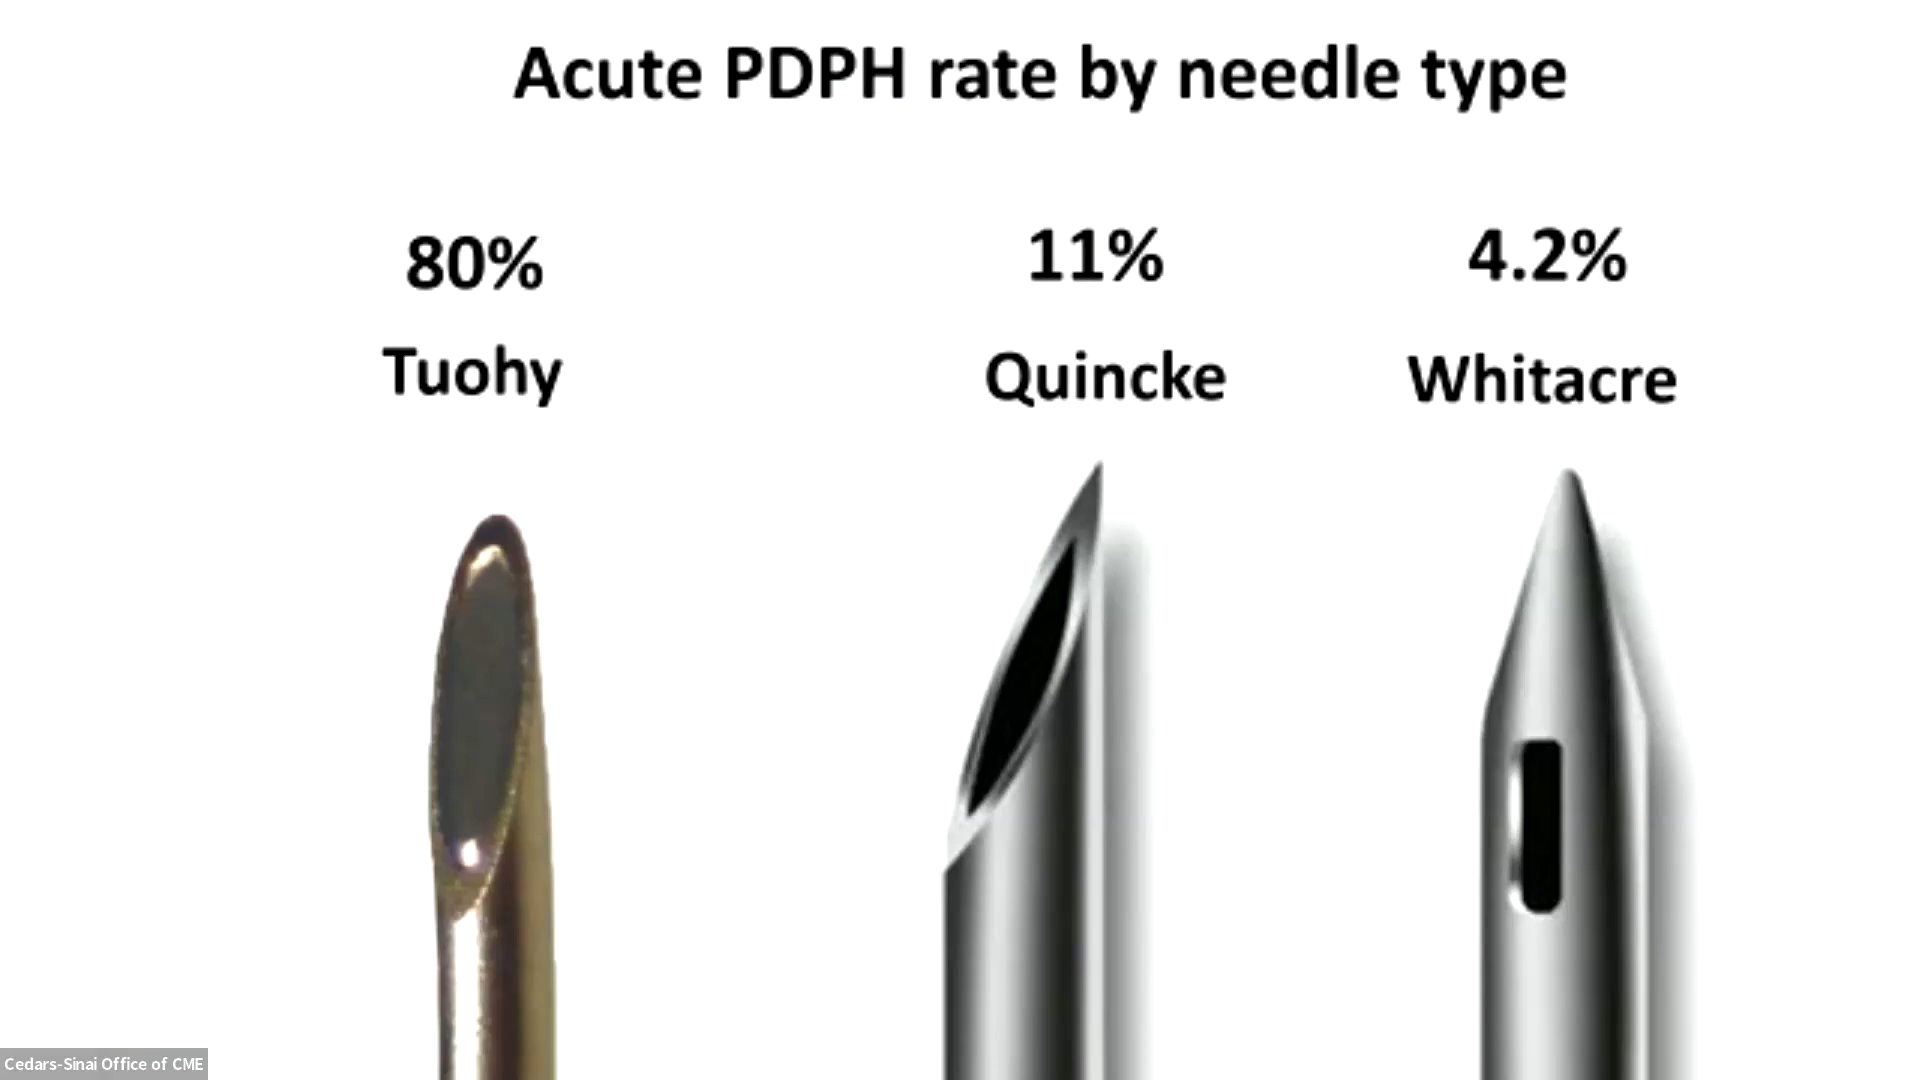 Acute PDPH rate by needle type
80%
11%
4.2%
Tuohy
Quincke
Whitacre
Cedars-Sinai Office of CME